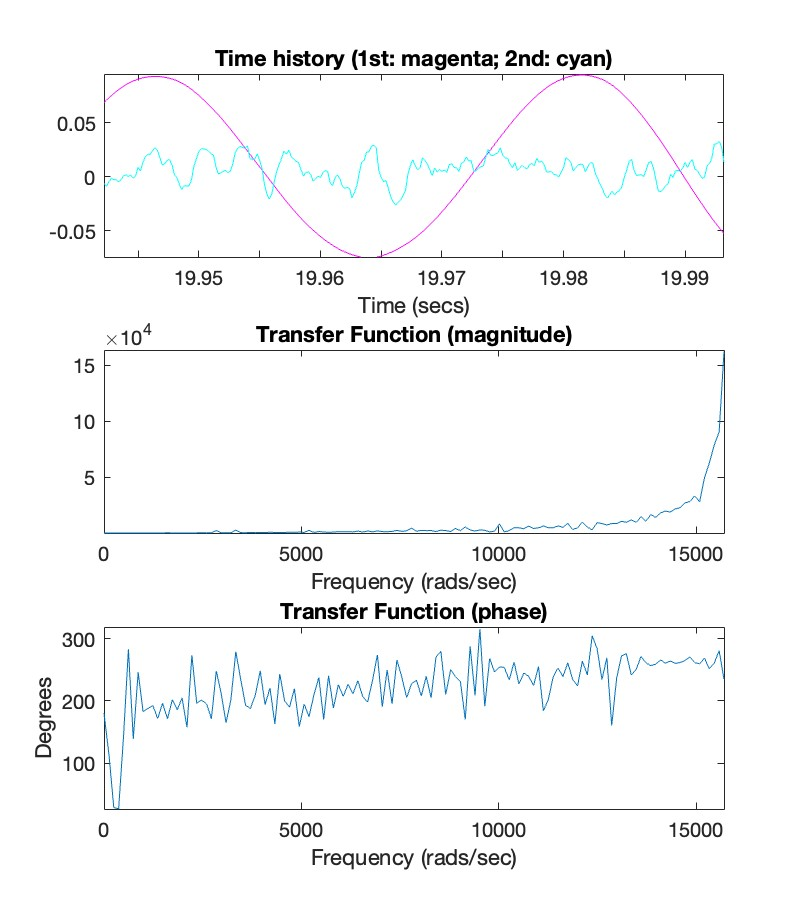 Time history (1st: magenta; 2nd: cyan)
0.05
0
-0.05
19.95 19.96 19.97 19.98 19.99
Time (secs)
×10^4
Transfer Function (magnitude)
15
10
5
0 5000 10000 15000
Frequency (rads/sec)
Transfer Function (phase)
300
200
100
Degrees
0 5000 10000 15000
Frequency (rads/sec)